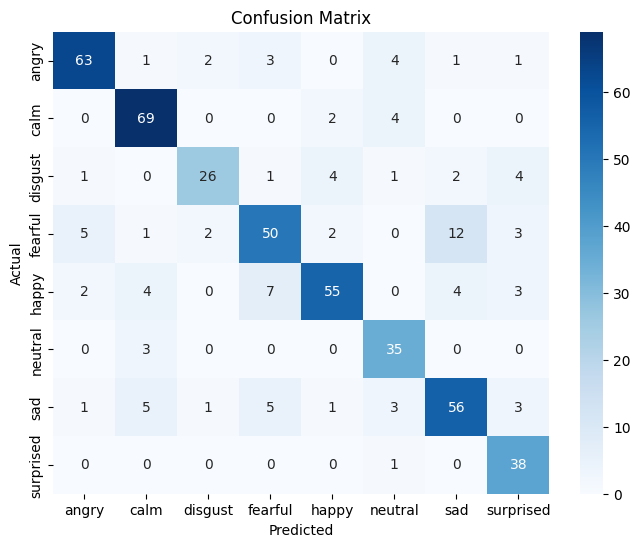 Confusion Matrix
Actual
angry 63 1 2 3 0 4 1 1
calm 0 69 0 0 2 4 0 0
disgust 1 0 26 1 4 1 2 4
fearful 5 1 2 50 2 0 12 3
happy 2 4 0 7 55 0 4 3
neutral 0 3 0 0 0 35 0 0
sad 1 5 1 5 1 3 56 3
surprised 0 0 0 0 0 1 0 38
angry calm disgust fearful happy neutral sad surprised
Predicted
60
50
40
30
20
10
0